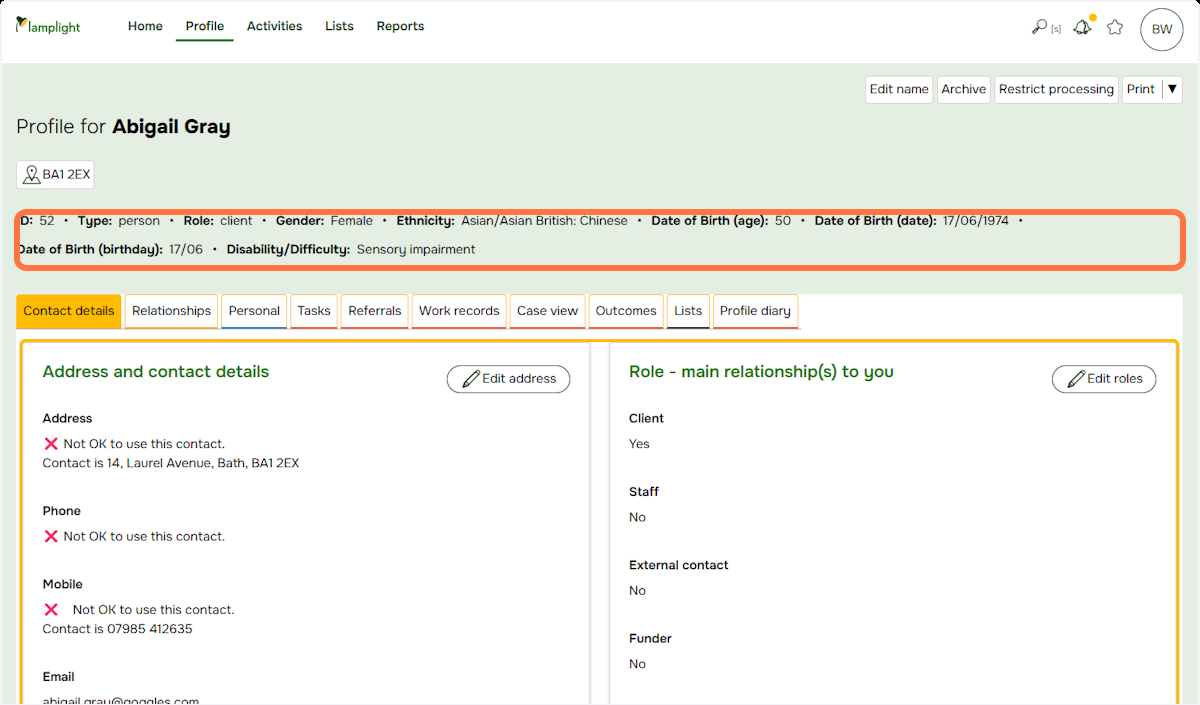 lamplight Home Profile Activities Lists Reports [s] BW
Edit name Archive Restrict processing Print ▼
Profile for Abigail Gray
BA1 2EX
ID: 52 • Type: person • Role: client • Gender: Female • Ethnicity: Asian/Asian British: Chinese • Date of Birth (age): 50 • Date of Birth (date): 17/06/1974 •
Date of Birth (birthday): 17/06 • Disability/Difficulty: Sensory impairment
Contact details Relationships Personal Tasks Referrals Work records Case view Outcomes Lists Profile diary
Address and contact details
Edit address
Address
Not OK to use this contact.
Contact is 14, Laurel Avenue, Bath, BA1 2EX
Phone
Not OK to use this contact.
Mobile
Not OK to use this contact.
Contact is 07985 412635
Email
abigail.gray@goggles.com
Role - main relationship(s) to you
Edit roles
Client
Yes
Staff
No
External contact
No
Funder
No